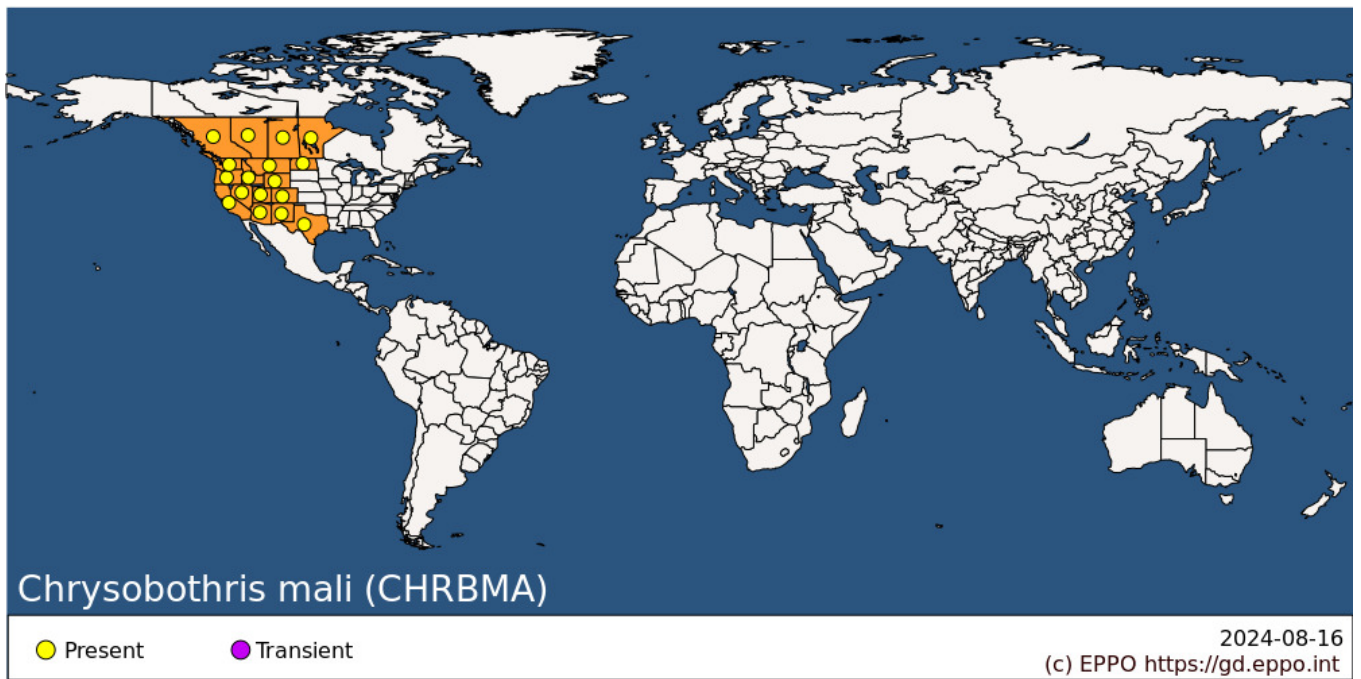 Chrysobothris mali (CHRBMA)
Present
Transient
2024-08-16
(c) EPPO https://gd.eppo.int